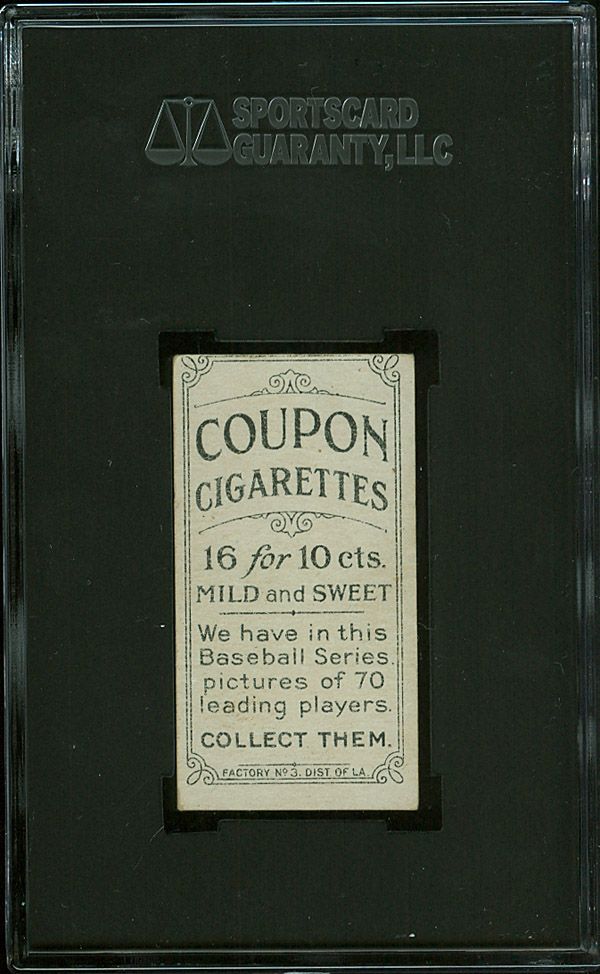 SPORTSCARD
GUARANTY, LLC
COUPON
CIGARETTES
16 for 10 cts.
MILD and SWEET
We have in this
Baseball Series.
pictures of 70
leading players.
COLLECT THEM.
FACTORY Nº 3. DIST. OF LA.